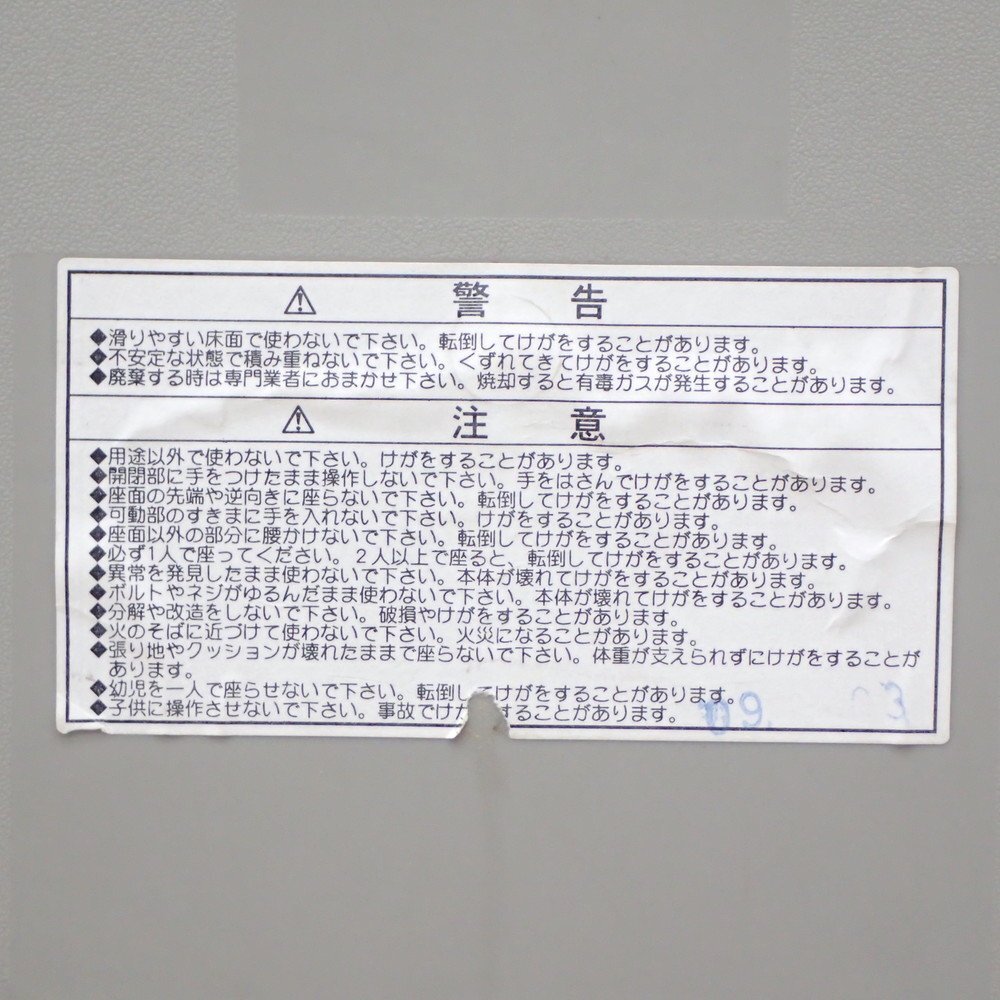 ⚠ 警告
◆滑りやすい床面で使わないで下さい。転倒してけがをすることがあります。
◆不安定な状態で積み重ねないで下さい。くずれてきてけがをすることがあります。
◆廃棄する時は専門業者におまかせ下さい。焼却すると有毒ガスが発生することがあります。
⚠ 注意
◆用途以外で使わないで下さい。けがをすることがあります。
◆開閉部に手をつけたまま操作しないで下さい。手をはさんでけがをすることがあります。
◆座面の先端や逆向きに座らないで下さい。転倒してけがをすることがあります。
◆可動部のすきまに手を入れないで下さい。けがをすることがあります。
◆座面以外の部分に腰かけないで下さい。転倒してけがをすることがあります。
◆必ず1人で座ってください。2人以上で座ると、転倒してけがをすることがあります。
◆異常を発見したまま使わないで下さい。本体が壊れてけがをすることがあります。
◆ボルトやネジがゆるんだまま使わないで下さい。本体が壊れてけがをすることがあります。
◆分解や改造をしないで下さい。破損やけがをすることがあります。
◆火のそばに近づけて使わないで下さい。火災になることがあります。
◆張り地やクッションが壊れたままで座らないで下さい。体重が支えられずにけがをすることが
あります。
◆幼児を一人で座らせないで下さい。転倒してけがをすることがあります。
◆子供に操作させないで下さい。事故でけがすることがあります。